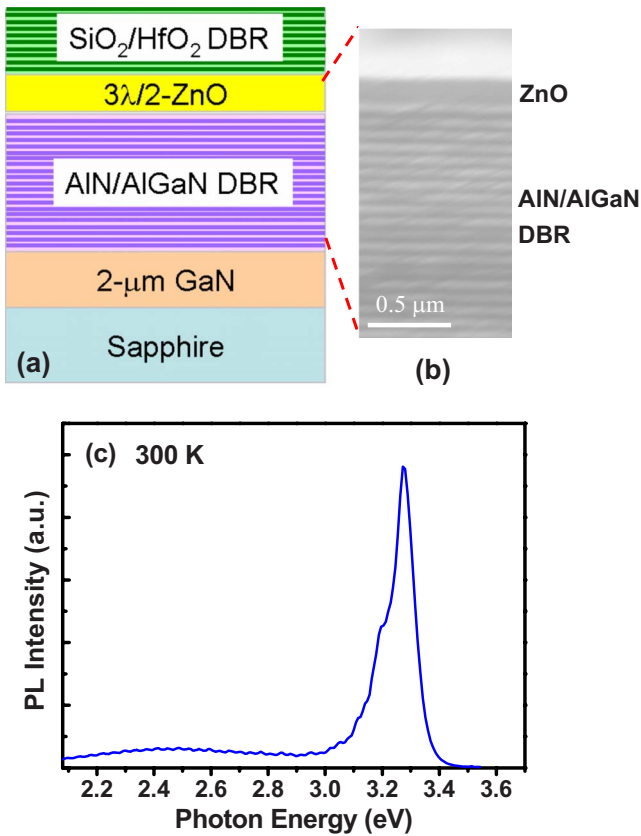 SiO₂/HfO₂ DBR
3λ/2-ZnO
AlN/AlGaN DBR
2-μm GaN
Sapphire
(a)
ZnO
AlN/AlGaN
DBR
0.5 μm
(b)
(c) 300 K
PL Intensity (a.u.)
2.2 2.4 2.6 2.8 3.0 3.2 3.4 3.6
Photon Energy (eV)